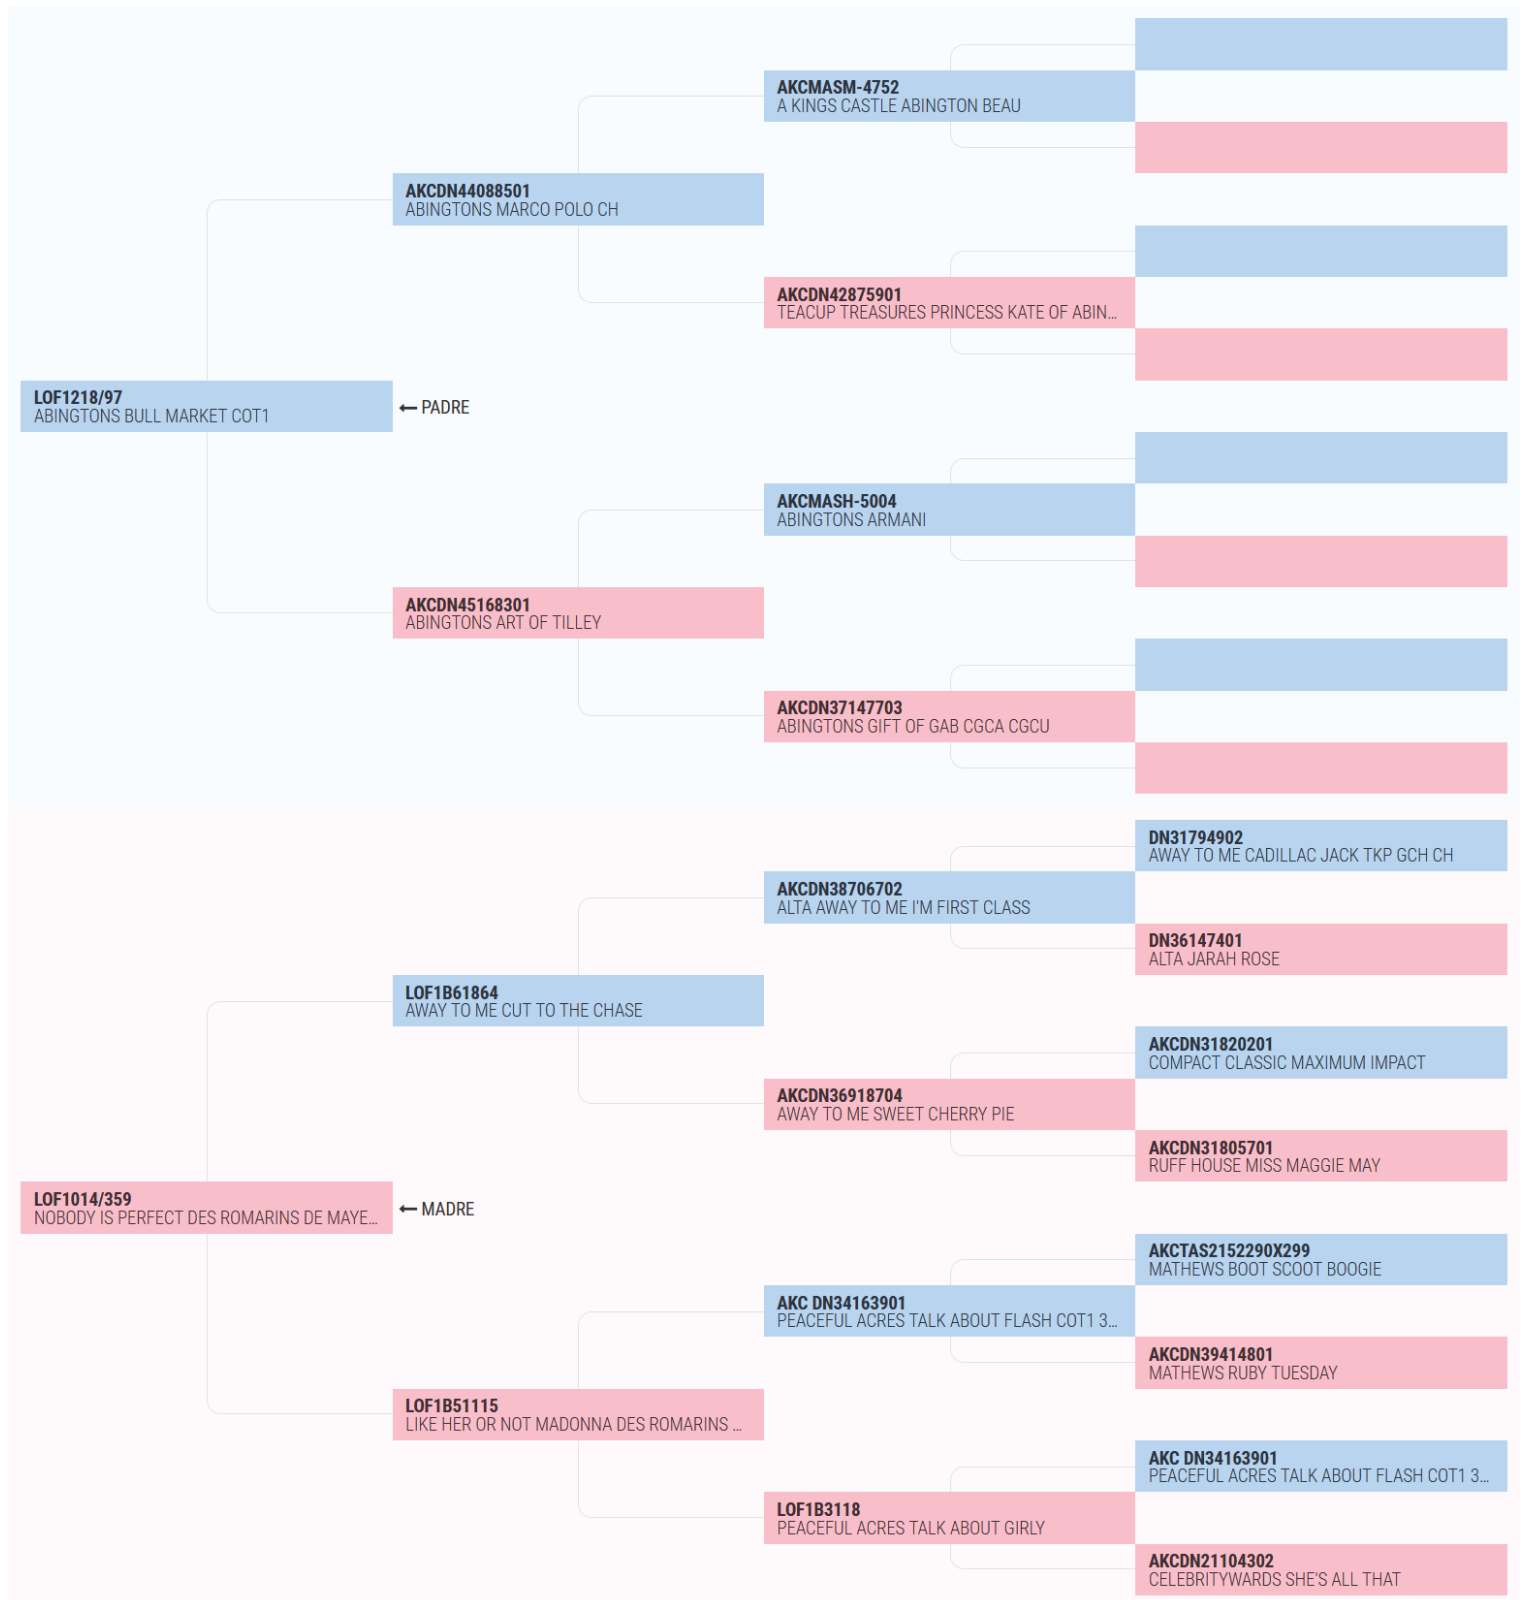 AKCMASM-4752
A KINGS CASTLE ABINGTON BEAU
AKCDN44088501
ABINGTONS MARCO POLO CH
AKCDN42875901
TEACUP TREASURES PRINCESS KATE OF ABIN...
LOF1218/97
ABINGTONS BULL MARKET COT1
← PADRE
AKCMASH-5004
ABINGTONS ARMANI
AKCDN45168301
ABINGTONS ART OF TILLEY
AKCDN37147703
ABINGTONS GIFT OF GAB CGCA CGCU
DN31794902
AWAY TO ME CADILLAC JACK TKP GCH CH
AKCDN38706702
ALTA AWAY TO ME I'M FIRST CLASS
DN36147401
ALTA JARAH ROSE
LOF1B61864
AWAY TO ME CUT TO THE CHASE
AKCDN31820201
COMPACT CLASSIC MAXIMUM IMPACT
AKCDN36918704
AWAY TO ME SWEET CHERRY PIE
AKCDN31805701
RUFF HOUSE MISS MAGGIE MAY
LOF1014/359
NOBODY IS PERFECT DES ROMARINS DE MAYE...
← MADRE
AKCTAS2152290X299
MATHEWS BOOT SCOOT BOOGIE
AKC DN34163901
PEACEFUL ACRES TALK ABOUT FLASH COT1 3...
AKCDN39414801
MATHEWS RUBY TUESDAY
LOF1B51115
LIKE HER OR NOT MADONNA DES ROMARINS ...
AKC DN34163901
PEACEFUL ACRES TALK ABOUT FLASH COT1 3...
LOF1B3118
PEACEFUL ACRES TALK ABOUT GIRLY
AKCDN21104302
CELEBRITYWARDS SHE'S ALL THAT